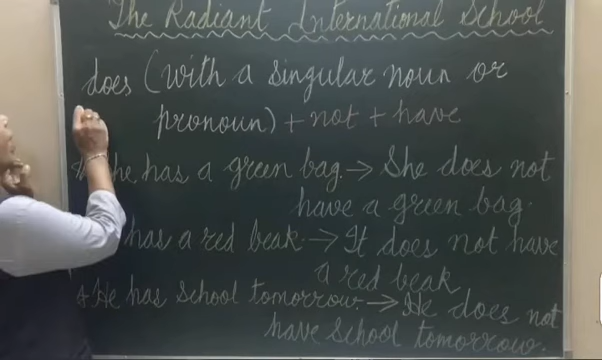 The Radiant International School
does (with a singular noun or
pronoun) + not + have
has a green bag. → She does not
have a green bag.
has a red beak. → It does not have
a red beak
* He has School tomorrow. → He does not
have School tomorrow.